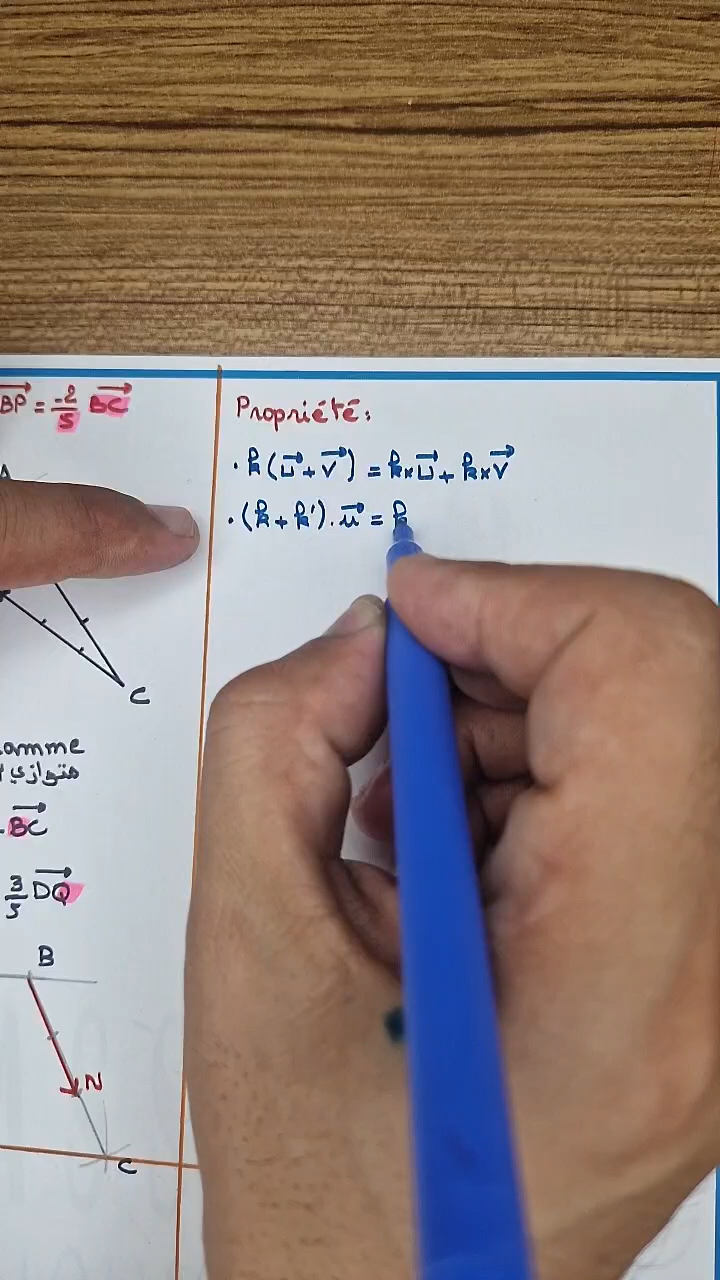 BP⃗ = -2/5 BC⃗
A
C
amme
متوازي
BC⃗
3/5 DQ⃗
B
N
C
Propriété:
. k(u⃗ + v⃗) = k×u⃗ + k×v⃗
. (k + k').u⃗ = k